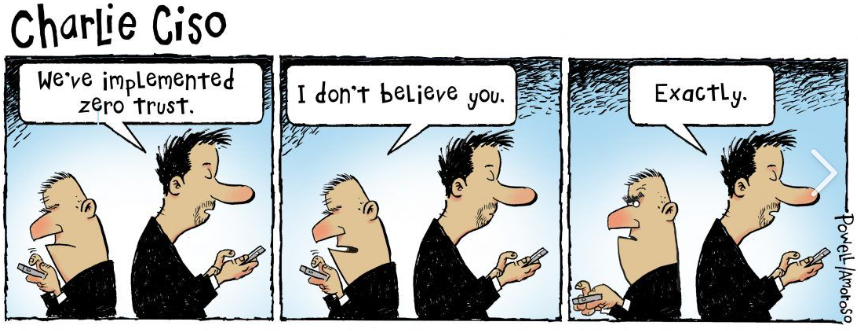 Charlie Ciso
We've implemented
zero trust.
I don't believe you.
Exactly.
Powell/Amoroso